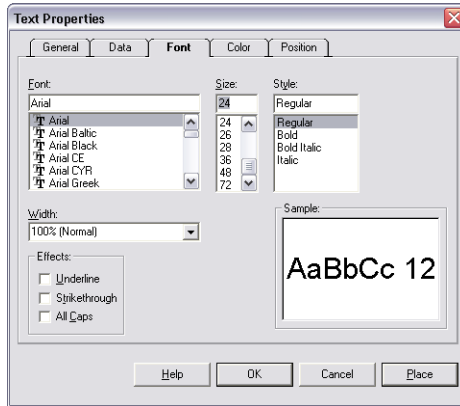 Text Properties
General Data Font Color Position
Font: Size: Style:
Arial 24 Regular
Arial 24 Regular
Arial Baltic 26 Bold
Arial Black 28 Bold Italic
Arial CE 36 Italic
Arial CYR 48
Arial Greek 72
Width: Sample:
100% (Normal)
AaBbCc 12
Effects:
Underline
Strikethrough
All Caps
Help OK Cancel Place